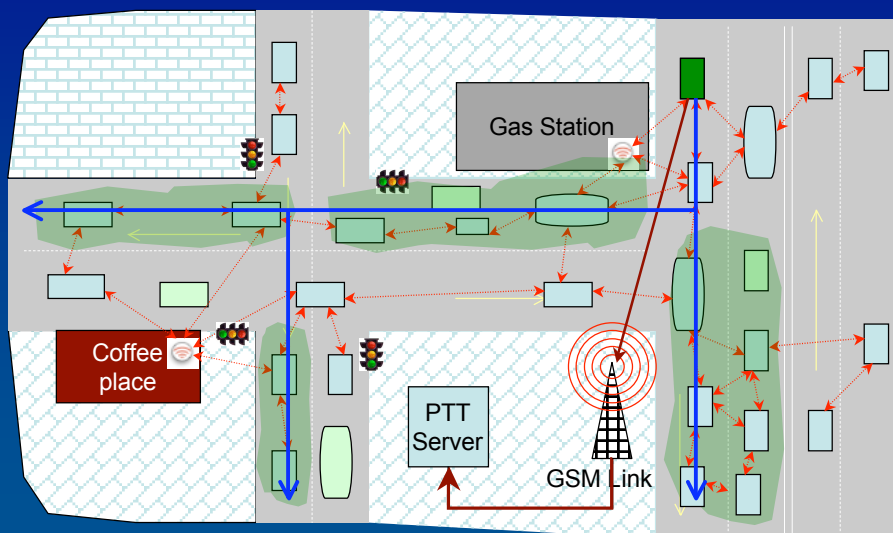 Gas Station
Coffee
place
PTT
Server
GSM Link